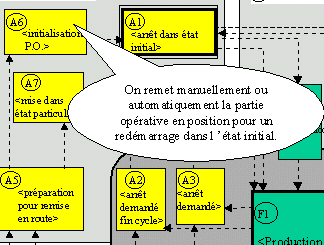 A6
<initialisation
P.O.>
A1
<arrêt dans état
initial>
On remet manuellement ou
automatiquement la partie
opérative en position pour un
redémarrage dans l ’état initial.
A7
<mise dans
état particul
A5
<préparation
pour remise
en route>
A2
<arrêt
demandé
fin cycle>
A3
<arrêt
demandé>
F1
<Production